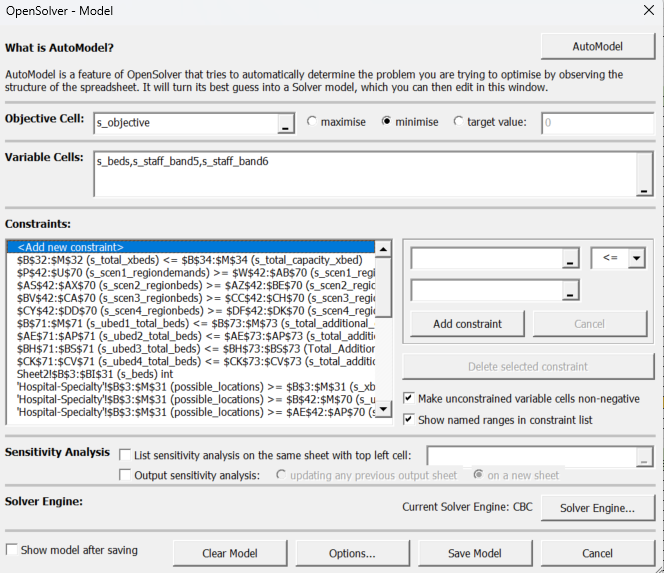 OpenSolver - Model
What is AutoModel?
AutoModel
AutoModel is a feature of OpenSolver that tries to automatically determine the problem you are trying to optimise by observing the
structure of the spreadsheet. It will turn its best guess into a Solver model, which you can then edit in this window.
Objective Cell:
s_objective
maximise
minimise
target value:
0
Variable Cells:
s_beds,s_staff_band5,s_staff_band6
Constraints:
<Add new constraint>
$B$32:$M$32 (s_total_xbeds) <= $B$34:$M$34 (s_total_capacity_xbed)
$P$42:$U$70 (s_scen1_regiondemands) >= $W$42:$AB$70 (s_scen1_regi
$AS$42:$AX$70 (s_scen2_regionbeds) >= $AZ$42:$BE$70 (s_scen2_region
$BV$42:$CA$70 (s_scen3_regionbeds) >= $CC$42:$CH$70 (s_scen3_region
$CY$42:$DD$70 (s_scen4_regionbeds) >= $DF$42:$DK$70 (s_scen4_region
$B$71:$M$71 (s_ubed1_total_beds) <= $B$73:$M$73 (s_total_additional_
$AE$71:$AP$71 (s_ubed2_total_beds) <= $AE$73:$AP$73 (s_total_additi
$BH$71:$BS$71 (s_ubed3_total_beds) <= $BH$73:$BS$73 (Total_Addition
$CK$71:$CV$71 (s_ubed4_total_beds) <= $CK$73:$CV$73 (s_total_additic
Sheet2!$B$3:$BI$31 (s_beds) int
'Hospital-Specialty'!$B$3:$M$31 (possible_locations) >= $B$3:$M$31 (s_xb
'Hospital-Specialty'!$B$3:$M$31 (possible_locations) >= $B$42:$M$70 (s_u
'Hospital-Specialty'!$B$3:$M$31 (possible_locations) >= $AE$42:$AP$70 (s
<=
Add constraint
Cancel
Delete selected constraint
Make unconstrained variable cells non-negative
Show named ranges in constraint list
Sensitivity Analysis
List sensitivity analysis on the same sheet with top left cell:
Output sensitivity analysis:
updating any previous output sheet
on a new sheet
Solver Engine:
Current Solver Engine: CBC
Solver Engine...
Show model after saving
Clear Model
Options...
Save Model
Cancel